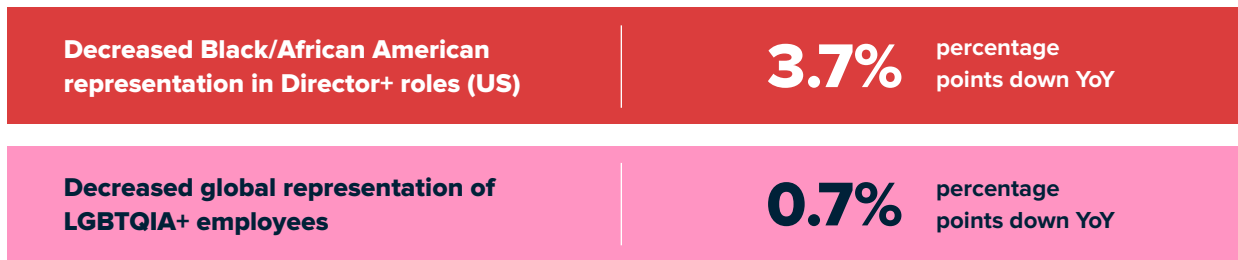 Decreased Black/African American
representation in Director+ roles (US)
3.7%
percentage
points down YoY
Decreased global representation of
LGBTQIA+ employees
0.7%
percentage
points down YoY